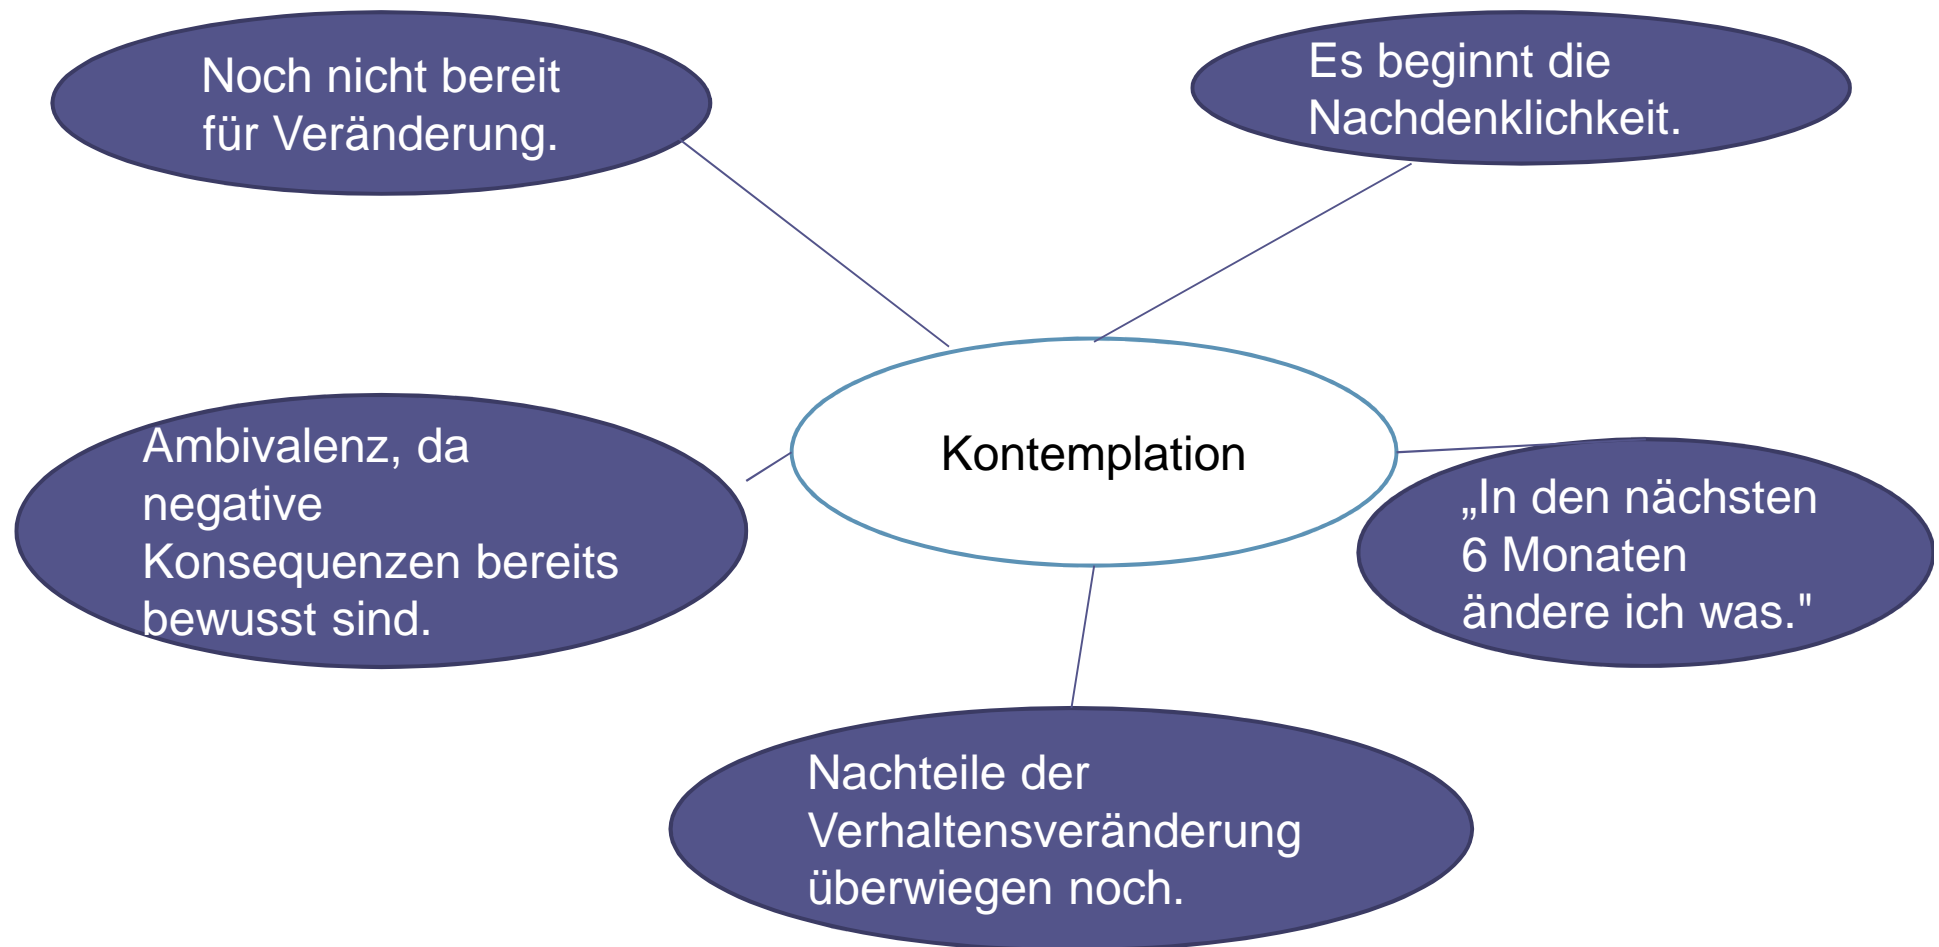 Noch nicht bereit
für Veränderung.
Es beginnt die
Nachdenklichkeit.
Kontemplation
Ambivalenz, da
negative
Konsequenzen bereits
bewusst sind.
„In den nächsten
6 Monaten
ändere ich was."
Nachteile der
Verhaltensveränderung
überwiegen noch.